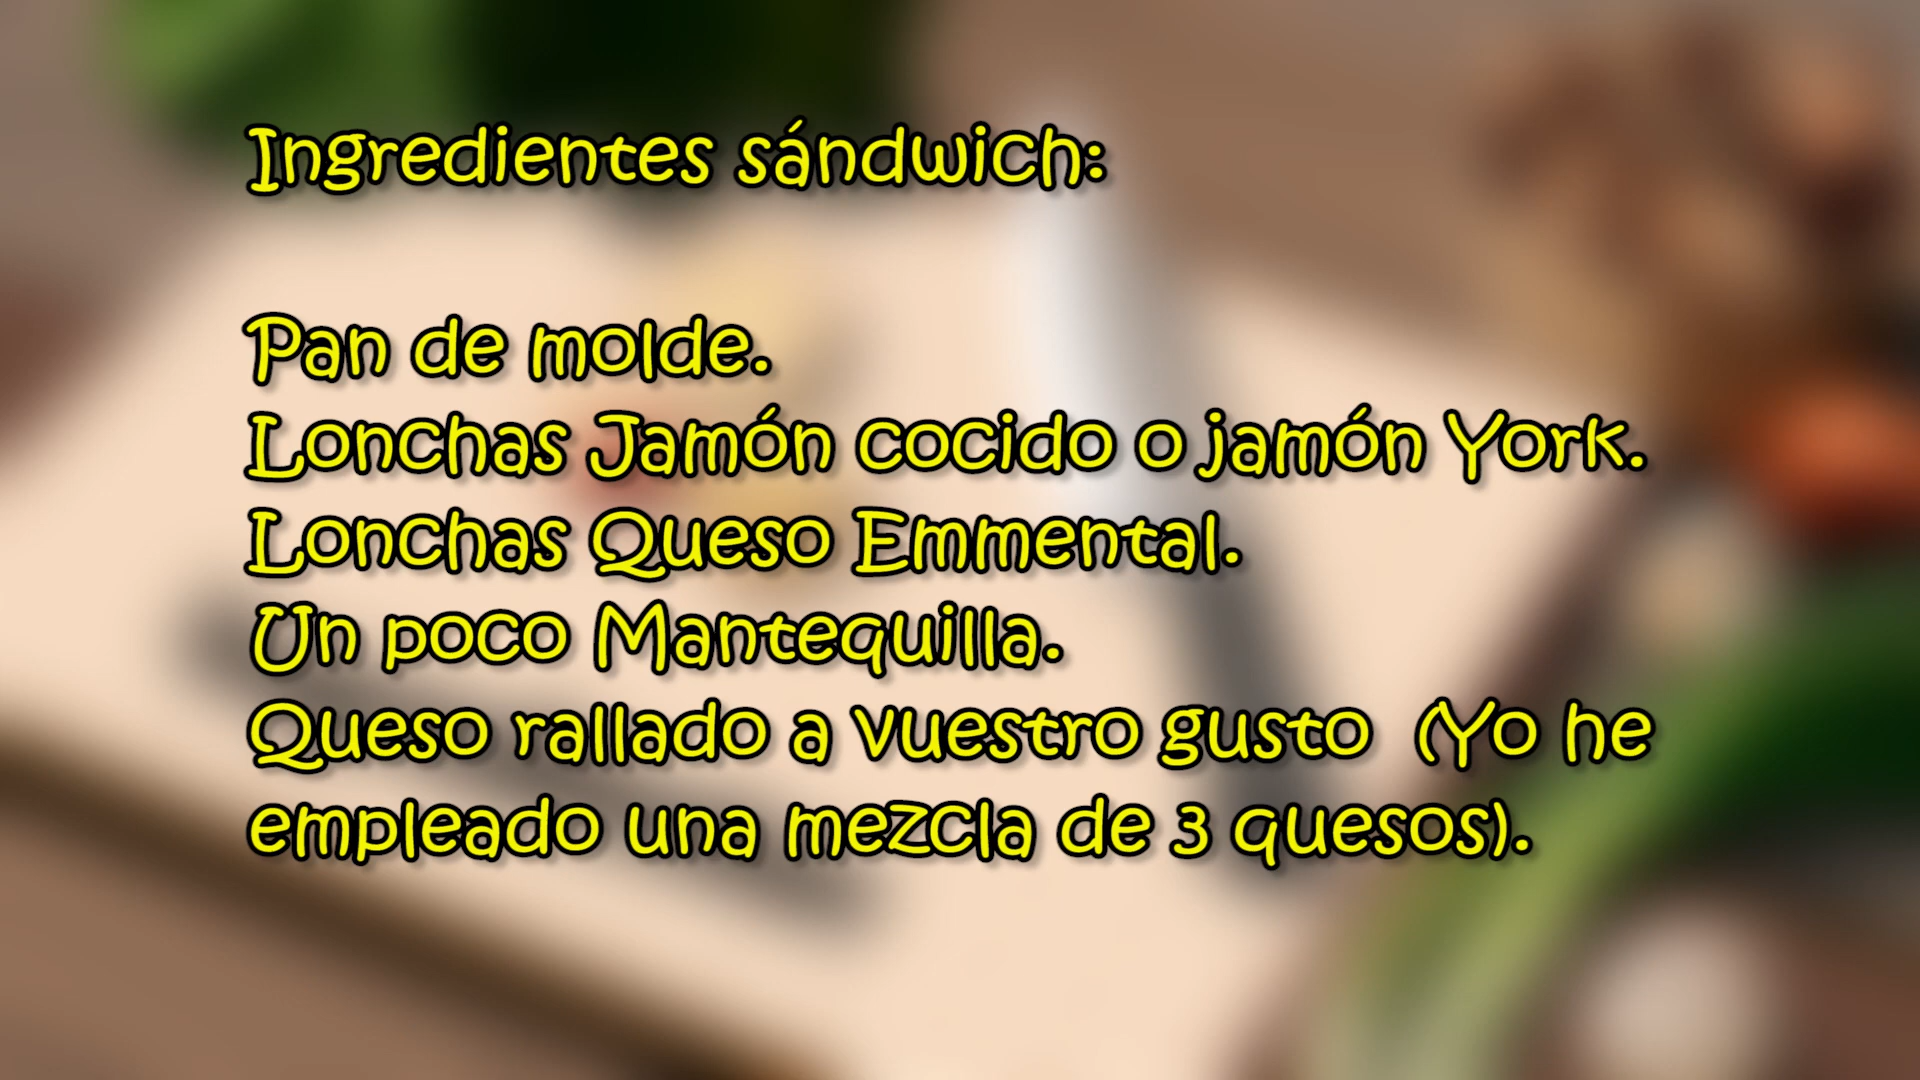 Ingredientes sándwich:
Pan de molde.
Lonchas Jamón cocido o jamón York.
Lonchas Queso Emmental.
Un poco Mantequilla.
Queso rallado a vuestro gusto (Yo he
empleado una mezcla de 3 quesos).